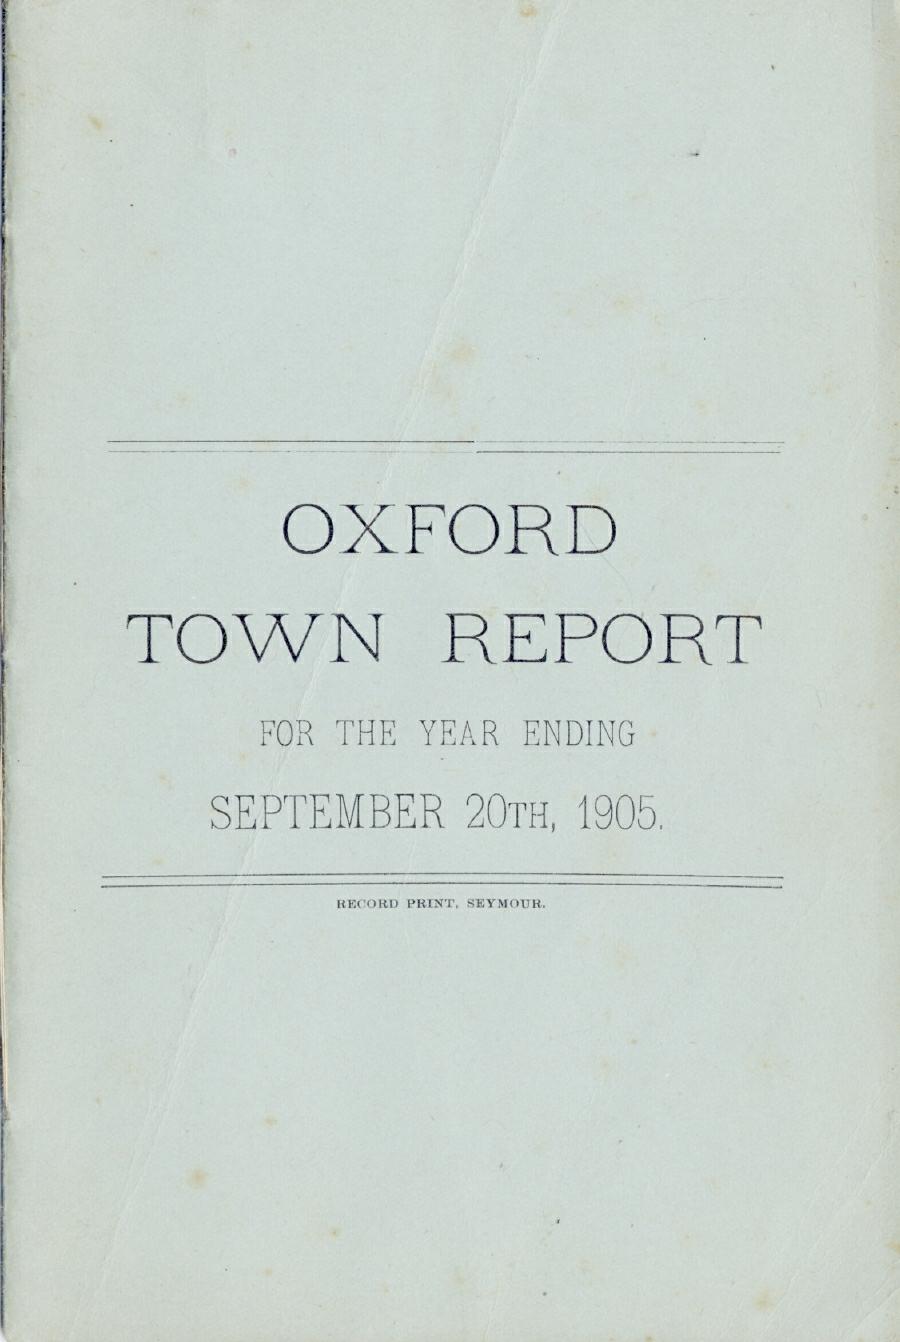 OXFORD
TOWN REPORT
FOR THE YEAR ENDING
SEPTEMBER 20TH, 1905.
RECORD PRINT, SEYMOUR.